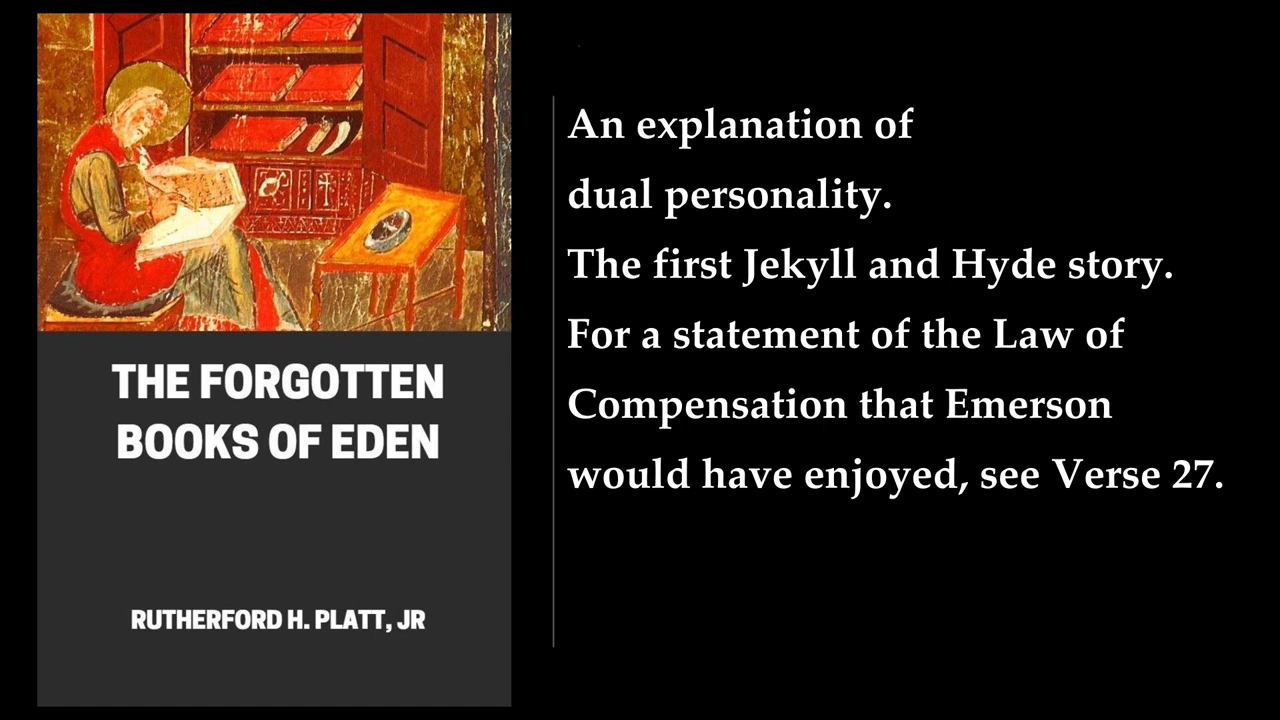 THE FORGOTTEN
BOOKS OF EDEN
RUTHERFORD H. PLATT, JR
An explanation of
dual personality.
The first Jekyll and Hyde story.
For a statement of the Law of
Compensation that Emerson
would have enjoyed, see Verse 27.